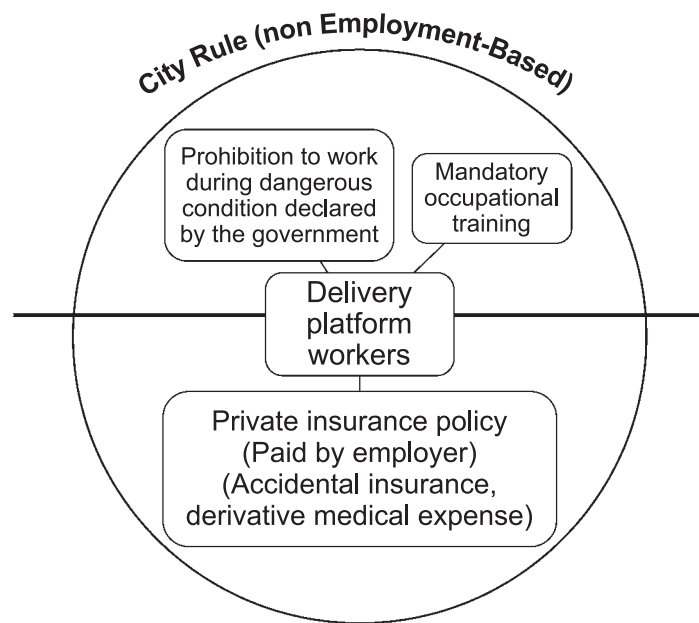 City Rule (non Employment-Based)
Prohibition to work
during dangerous
condition declared
by the government
Mandatory
occupational
training
Delivery
platform
workers
Private insurance policy
(Paid by employer)
(Accidental insurance,
derivative medical expense)